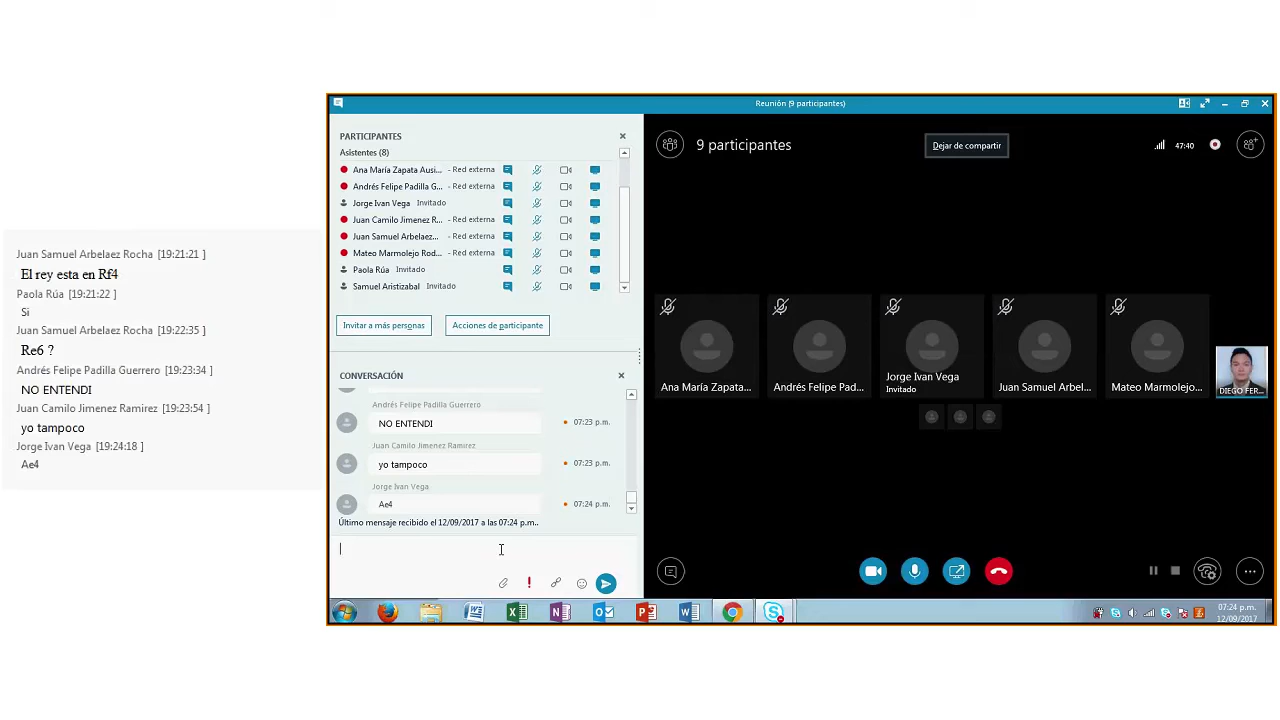 Juan Samuel Arbelaez Rocha [19:21:21 ]
El rey esta en Rf4
Paola Rúa [19:21:22 ]
Si
Juan Samuel Arbelaez Rocha [19:22:35 ]
Re6 ?
Andrés Felipe Padilla Guerrero [19:23:34 ]
NO ENTENDI
Juan Camilo Jimenez Ramirez [19:23:54 ]
yo tampoco
Jorge Ivan Vega [19:24:18 ]
Ae4
Reunión (9 participantes)
PARTICIPANTES
Asistentes (8)
Ana María Zapata Ausi... - Red externa
Andrés Felipe Padilla G... - Red externa
Jorge Ivan Vega Invitado
Juan Camilo Jimenez R... - Red externa
Juan Samuel Arbelaez... - Red externa
Mateo Marmolejo Rod... - Red externa
Paola Rúa Invitado
Samuel Aristizabal Invitado
Invitar a más personas
Acciones de participante
CONVERSACIÓN
Andrés Felipe Padilla Guerrero
NO ENTENDI 07:23 p.m.
Juan Camilo Jimenez Ramirez
yo tampoco 07:23 p.m.
Jorge Ivan Vega
Ae4 07:24 p.m.
Último mensaje recibido el 12/09/2017 a las 07:24 p.m..
9 participantes
Dejar de compartir
47:40
Ana María Zapata...
Andrés Felipe Pad...
Jorge Ivan Vega
Invitado
Juan Samuel Arbel...
Mateo Marmolejo...
DIEGO FER...
07:24 p.m.
12/09/2017